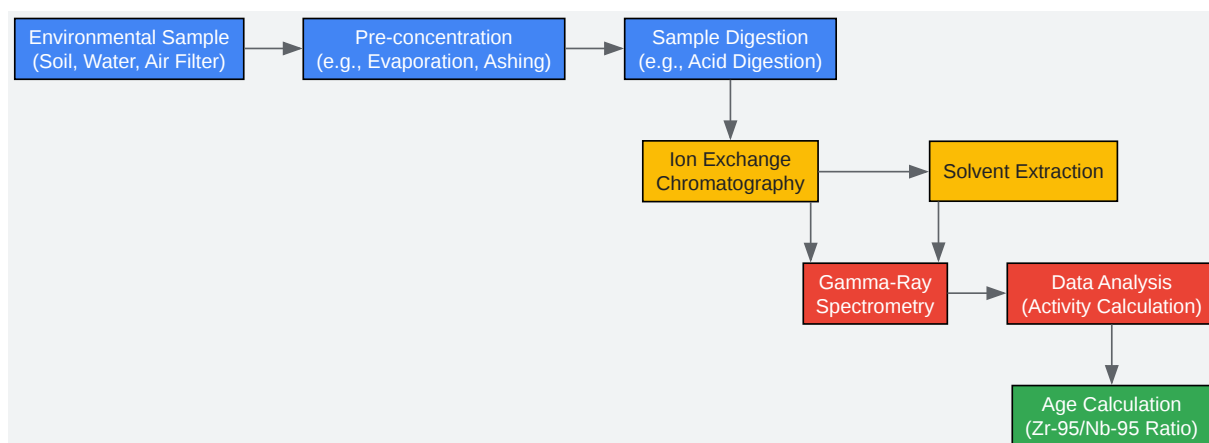 Environmental Sample
(Soil, Water, Air Filter)
Pre-concentration
(e.g., Evaporation, Ashing)
Sample Digestion
(e.g., Acid Digestion)
Ion Exchange
Chromatography
Solvent Extraction
Gamma-Ray
Spectrometry
Data Analysis
(Activity Calculation)
Age Calculation
(Zr-95/Nb-95 Ratio)